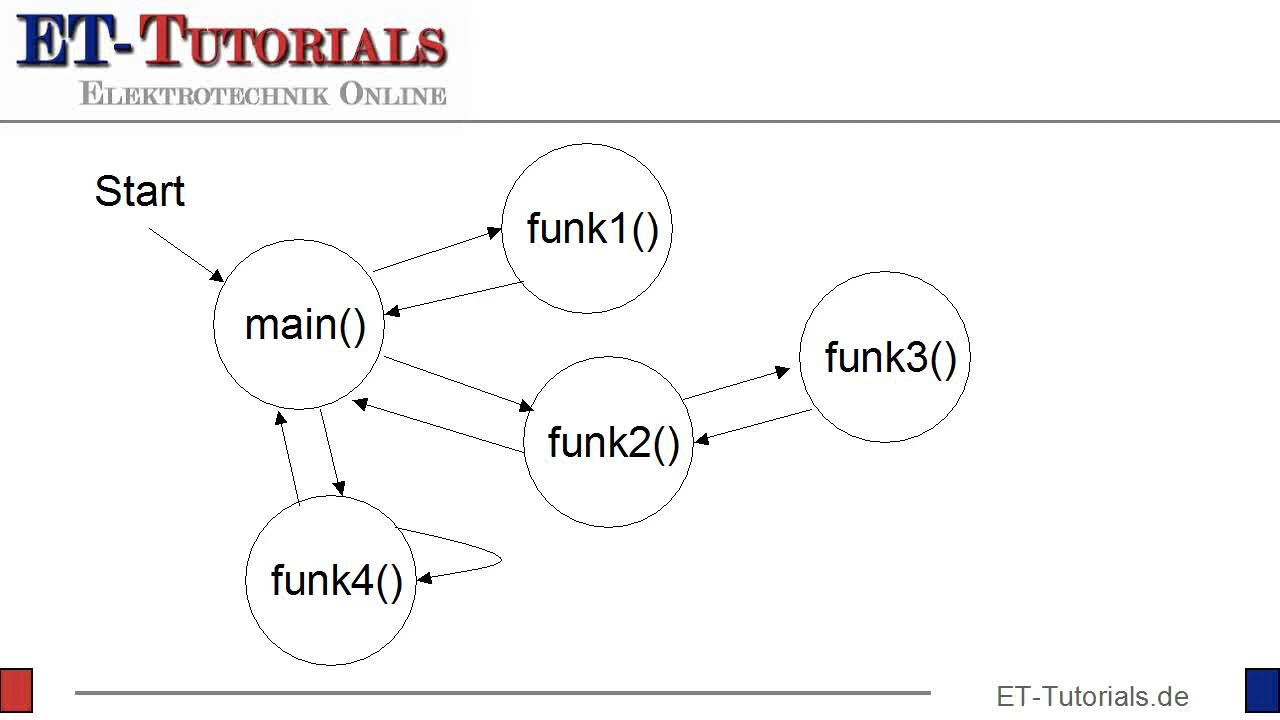 ET-TUTORIALS
ELEKTROTECHNIK ONLINE
Start
funk1()
main()
funk3()
funk2()
funk4()
ET-Tutorials.de